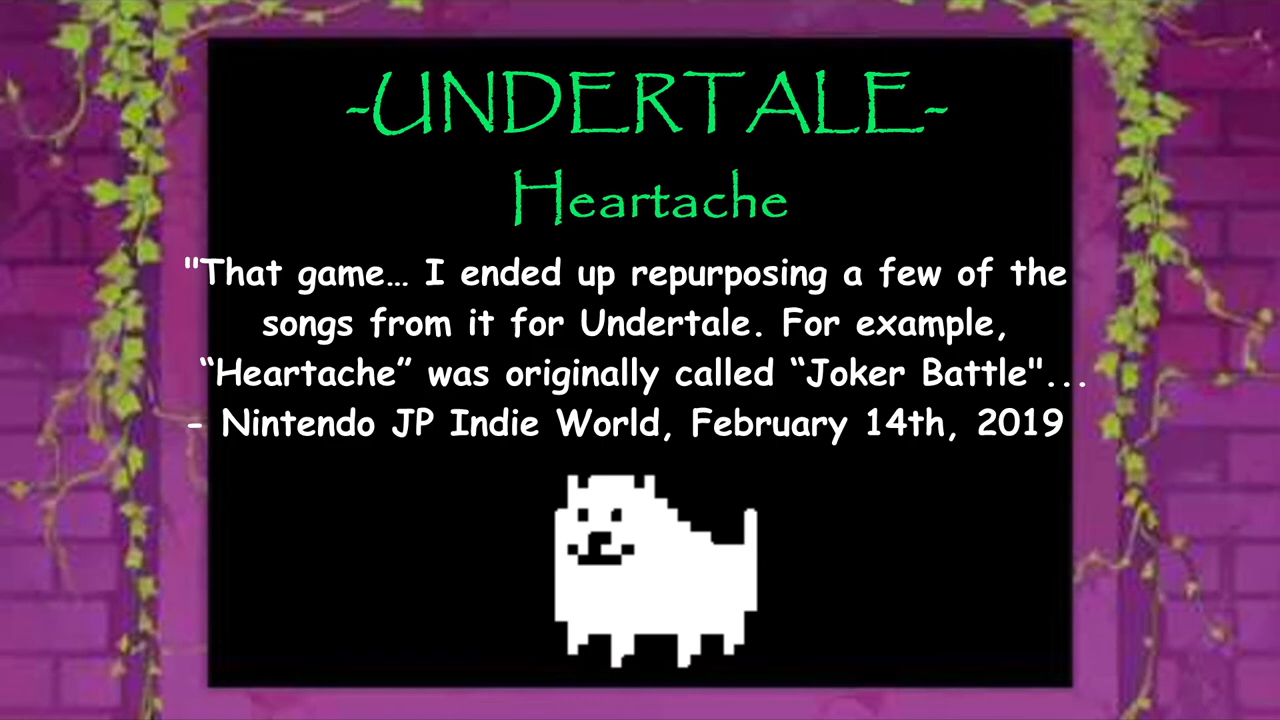 -UNDERTALE-
Heartache
"That game… I ended up repurposing a few of the
songs from it for Undertale. For example,
“Heartache” was originally called “Joker Battle"...
- Nintendo JP Indie World, February 14th, 2019